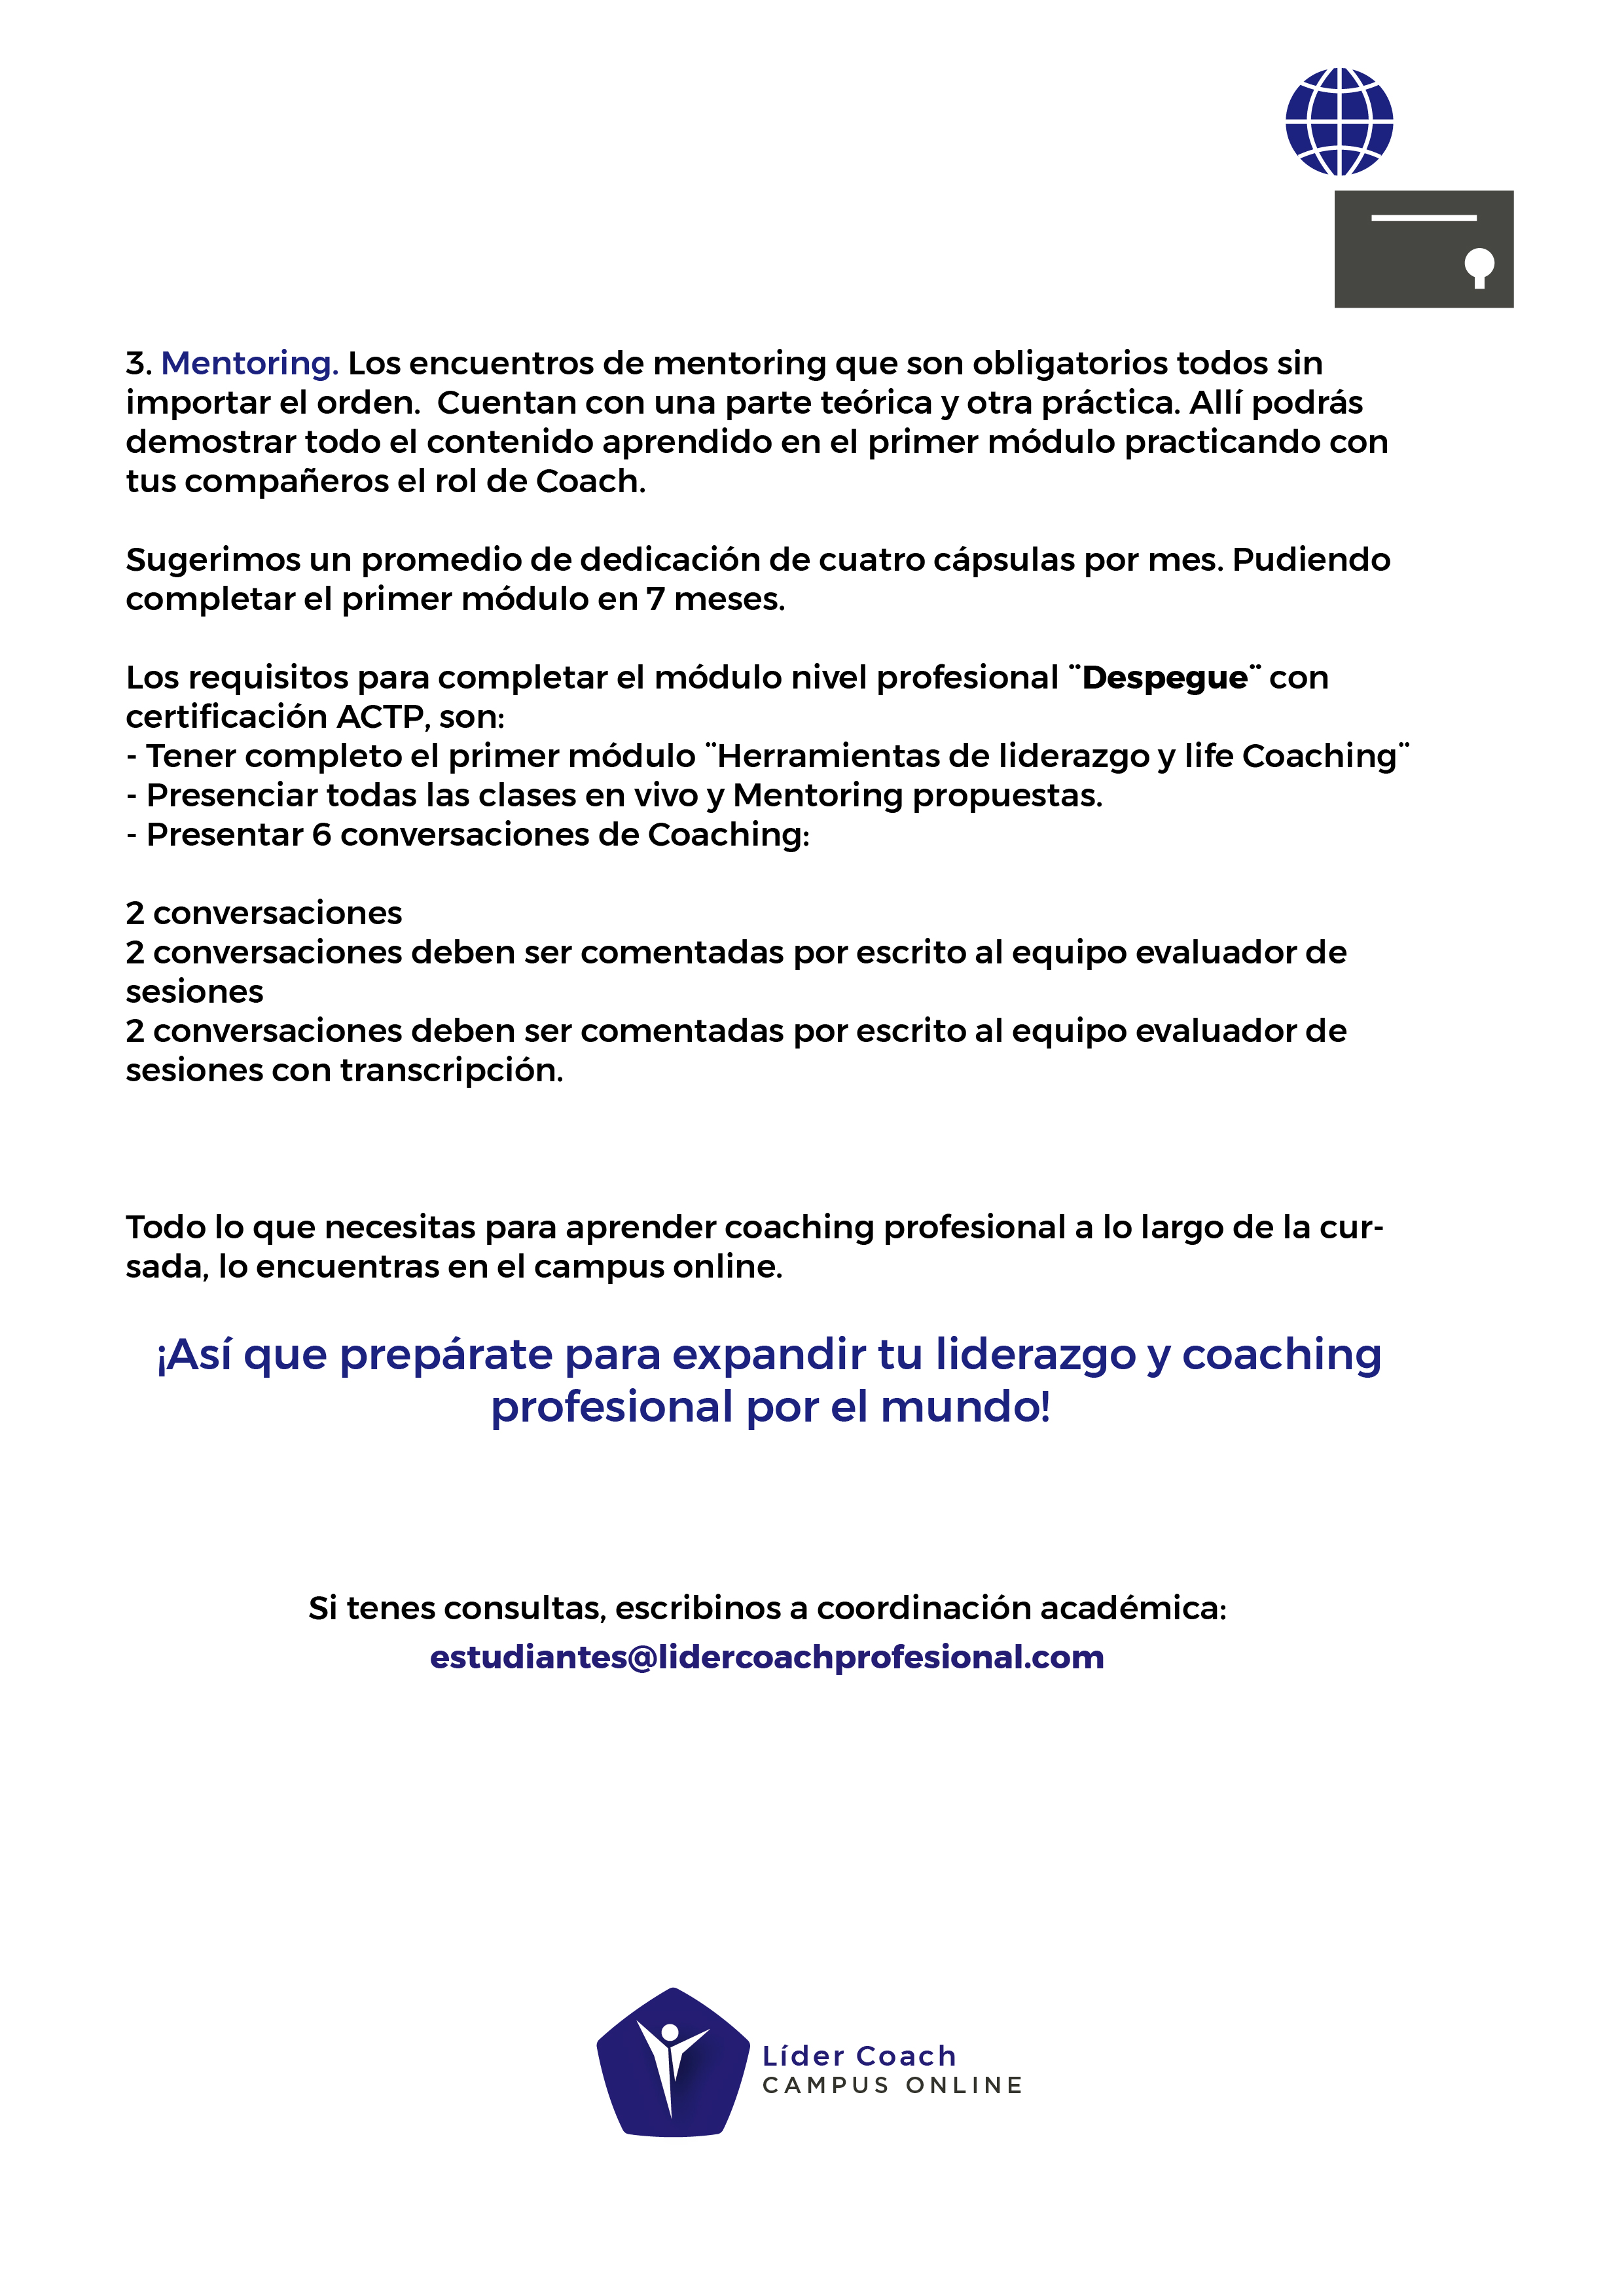 3. Mentoring. Los encuentros de mentoring que son obligatorios todos sin
importar el orden.  Cuentan con una parte teórica y otra práctica. Allí podrás
demostrar todo el contenido aprendido en el primer módulo practicando con
tus compañeros el rol de Coach.
Sugerimos un promedio de dedicación de cuatro cápsulas por mes. Pudiendo
completar el primer módulo en 7 meses.
Los requisitos para completar el módulo nivel profesional ¨Despegue¨ con
certificación ACTP, son:
- Tener completo el primer módulo ¨Herramientas de liderazgo y life Coaching¨
- Presenciar todas las clases en vivo y Mentoring propuestas.
- Presentar 6 conversaciones de Coaching:
2 conversaciones
2 conversaciones deben ser comentadas por escrito al equipo evaluador de
sesiones
2 conversaciones deben ser comentadas por escrito al equipo evaluador de
sesiones con transcripción.
Todo lo que necesitas para aprender coaching profesional a lo largo de la cur-
sada, lo encuentras en el campus online.
¡Así que prepárate para expandir tu liderazgo y coaching
profesional por el mundo!
Si tenes consultas, escribinos a coordinación académica:
estudiantes@lidercoachprofesional.com
Líder Coach
CAMPUS ONLINE